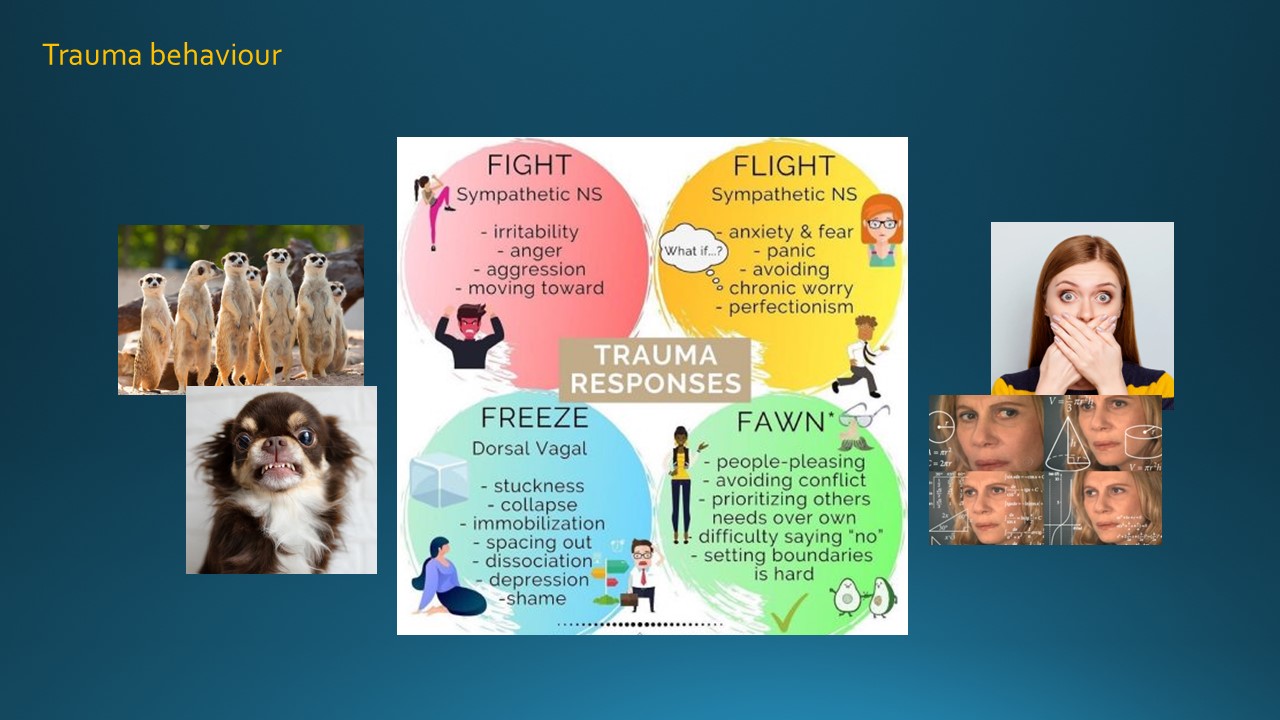 Trauma behaviour
FIGHT
Sympathetic NS
- irritability
- anger
- aggression
- moving toward
FLIGHT
Sympathetic NS
What if...?
- anxiety & fear
- panic
- avoiding
chronic worry
- perfectionism
TRAUMA
RESPONSES
FREEZE
Dorsal Vagal
- stuckness
- collapse
- immobilization
- spacing out
- dissociation
- depression
-shame
FAWN*
- people-pleasing
- avoiding conflict
- prioritizing others
needs over own
difficulty saying "no"
- setting boundaries
is hard